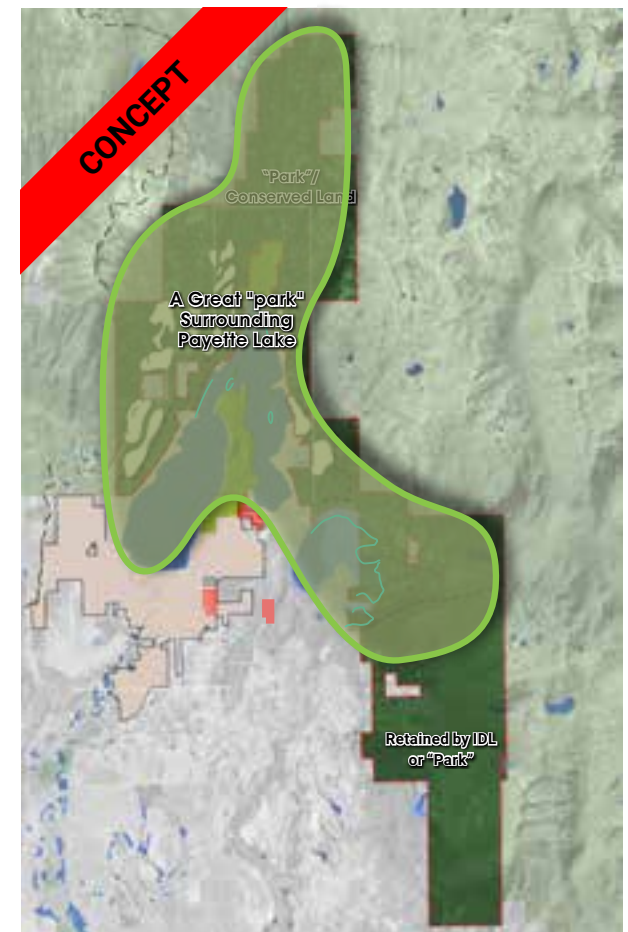 CONCEPT
"Park"/
Conserved Land
A Great "park"
Surrounding
Payette Lake
Retained by IDL
or "Park"